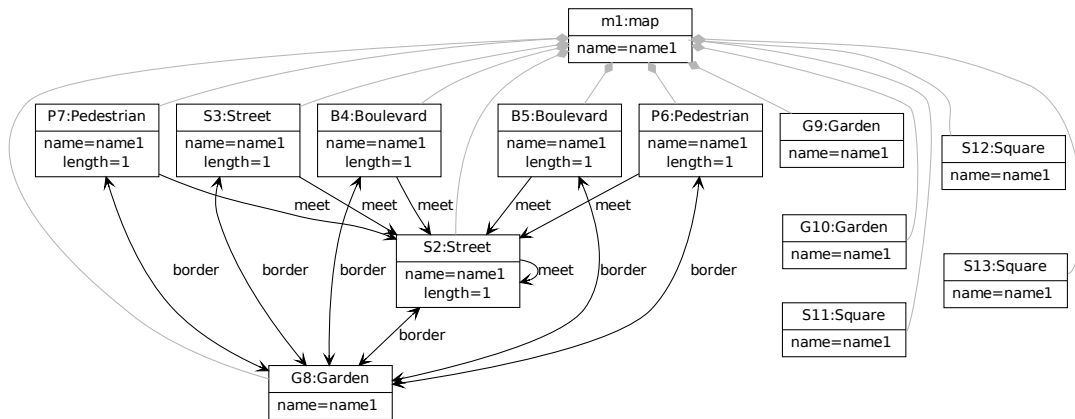 m1:map
name=name1
P7:Pedestrian
name=name1
length=1
S3:Street
name=name1
length=1
B4:Boulevard
name=name1
length=1
B5:Boulevard
name=name1
length=1
P6:Pedestrian
name=name1
length=1
G9:Garden
name=name1
S12:Square
name=name1
meet
meet
meet
meet
meet
G10:Garden
name=name1
S2:Street
name=name1
length=1
meet
border
border
border
border
border
S13:Square
name=name1
S11:Square
name=name1
border
G8:Garden
name=name1